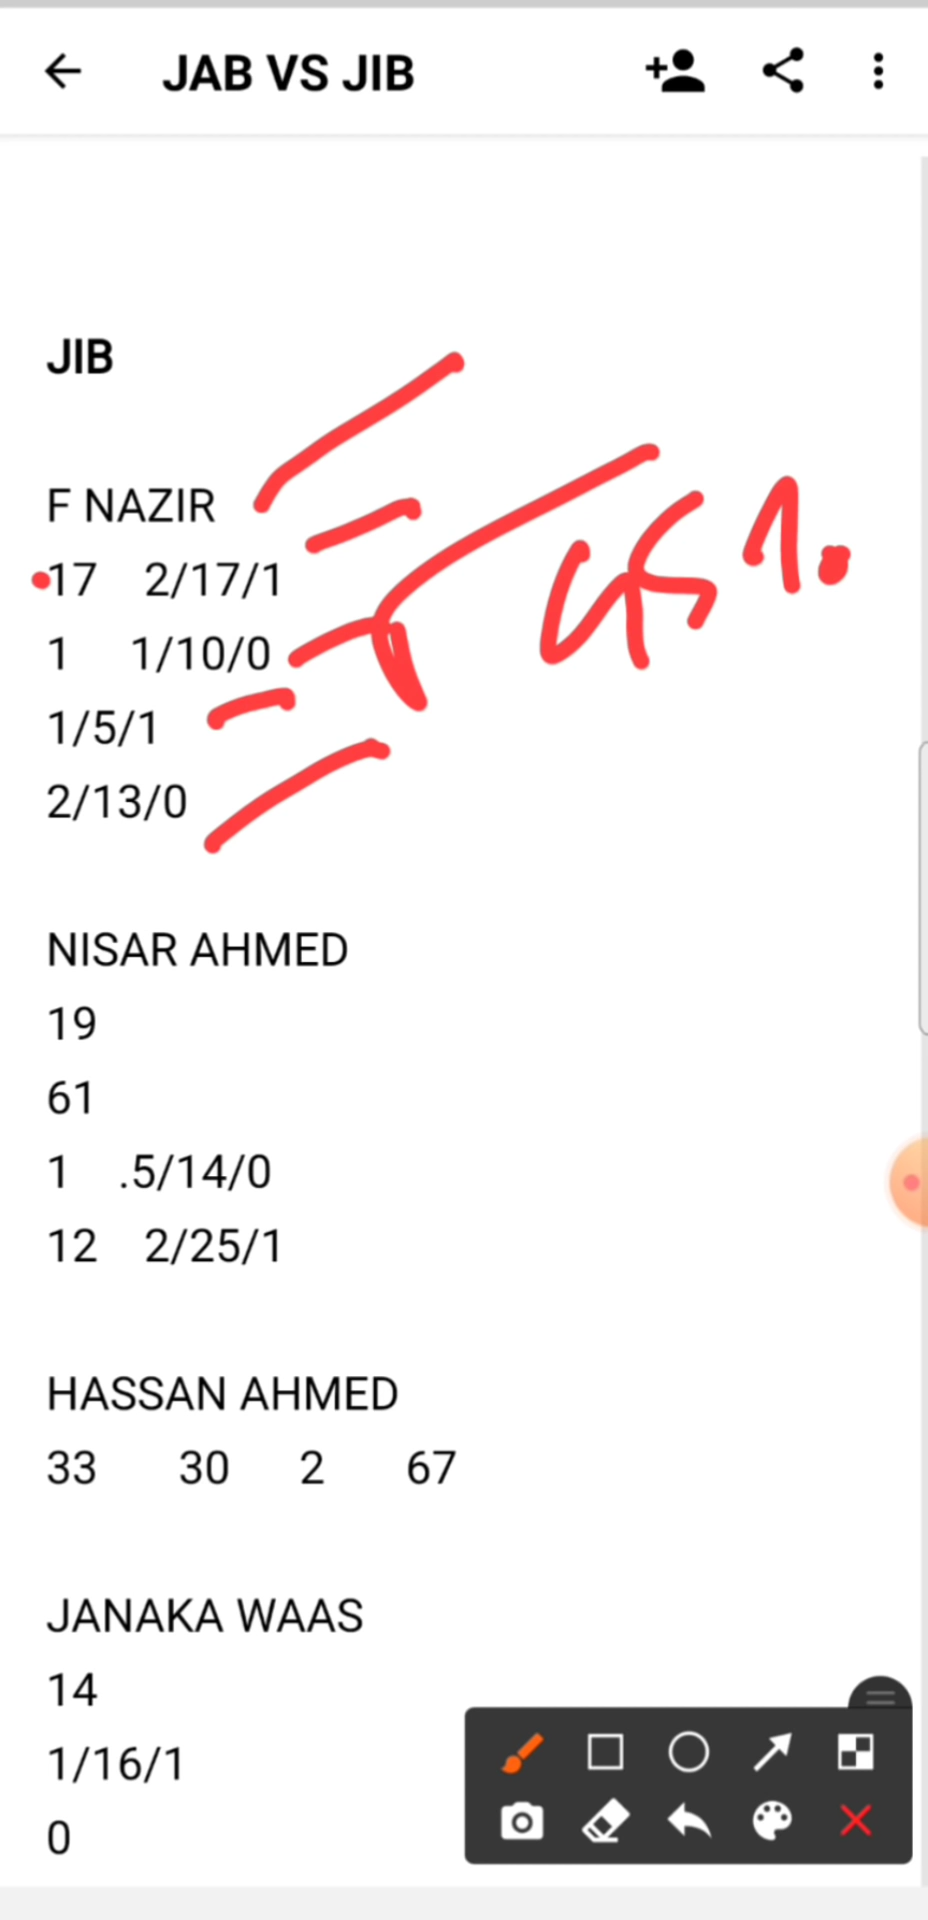 JAB VS JIB
JIB
F NAZIR
17 2/17/1
1 1/10/0
1/5/1
2/13/0
NISAR AHMED
19
61
1 .5/14/0
12 2/25/1
HASSAN AHMED
33 30 2 67
JANAKA WAAS
14
1/16/1
0